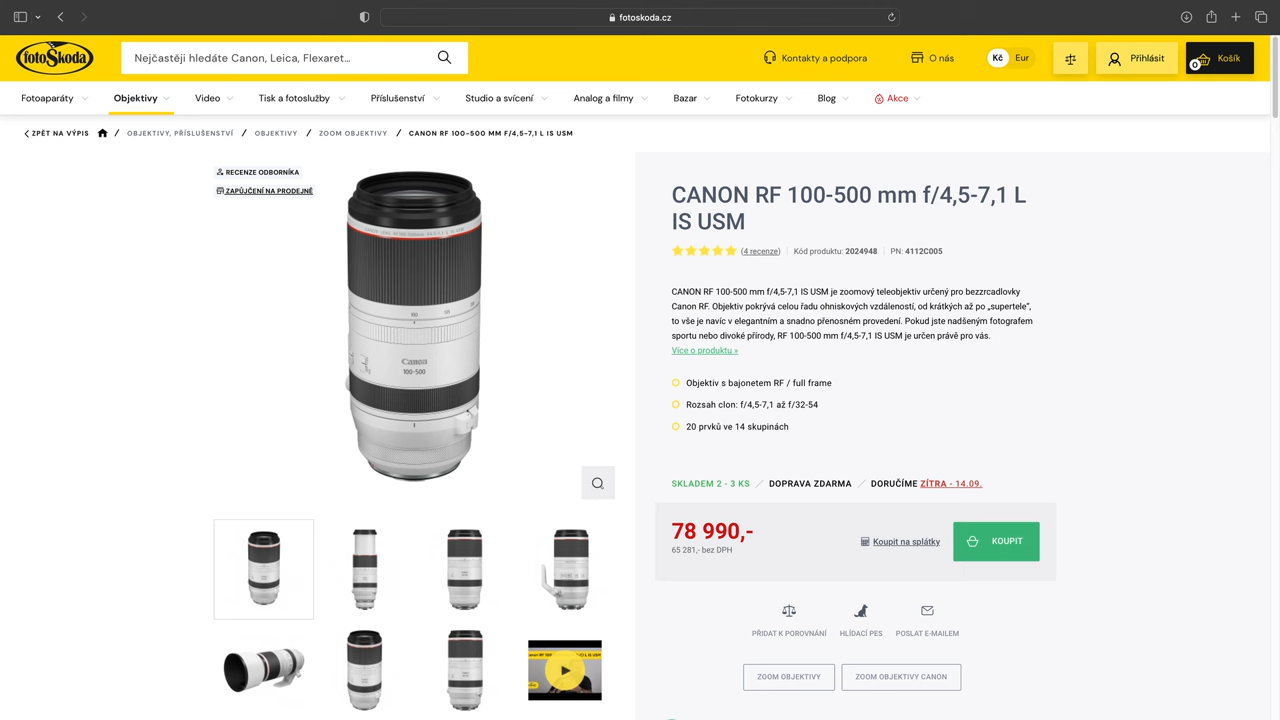 fotoskoda.cz
fotoŠkoda
Nejčastěji hledáte Canon, Leica, Flexaret...
Kontakty a podpora
O nás
Kč
Eur
Přihlásit
0
Košík
Fotoaparáty
Objektivy
Video
Tisk a fotoslužby
Příslušenství
Studio a svícení
Analog a filmy
Bazar
Fotokurzy
Blog
Akce
ZPĚT NA VÝPIS / OBJEKTIVY, PŘÍSLUŠENSTVÍ / OBJEKTIVY / ZOOM OBJEKTIVY / CANON RF 100-500 MM F/4,5-7,1 L IS USM
RECENZE ODBORNÍKA
ZAPŮJČENÍ NA PRODEJNĚ
Canon
100-500
CANON RF 100-500 mm f/4,5-7,1 L
IS USM
(4 recenze) Kód produktu: 2024948 PN: 4112C005
CANON RF 100-500 mm f/4,5-7,1 IS USM je zoomový teleobjektiv určený pro bezzrcadlovky
Canon RF. Objektiv pokrývá celou řadu ohniskových vzdáleností, od krátkých až po „supertele",
to vše je navíc v elegantním a snadno přenosném provedení. Pokud jste nadšeným fotografem
sportu nebo divoké přírody, RF 100-500 mm f/4,5-7,1 IS USM je určen právě pro vás.
Více o produktu »
Objektiv s bajonetem RF / full frame
Rozsah clon: f/4,5-7,1 až f/32-54
20 prvků ve 14 skupinách
SKLADEM 2 - 3 KS / DOPRAVA ZDARMA / DORUČÍME ZÍTRA - 14.09.
78 990,-
65 281,- bez DPH
Koupit na splátky
KOUPIT
PŘIDAT K POROVNÁNÍ
HLÍDACÍ PES
POSLAT E-MAILEM
ZOOM OBJEKTIVY
ZOOM OBJEKTIVY CANON